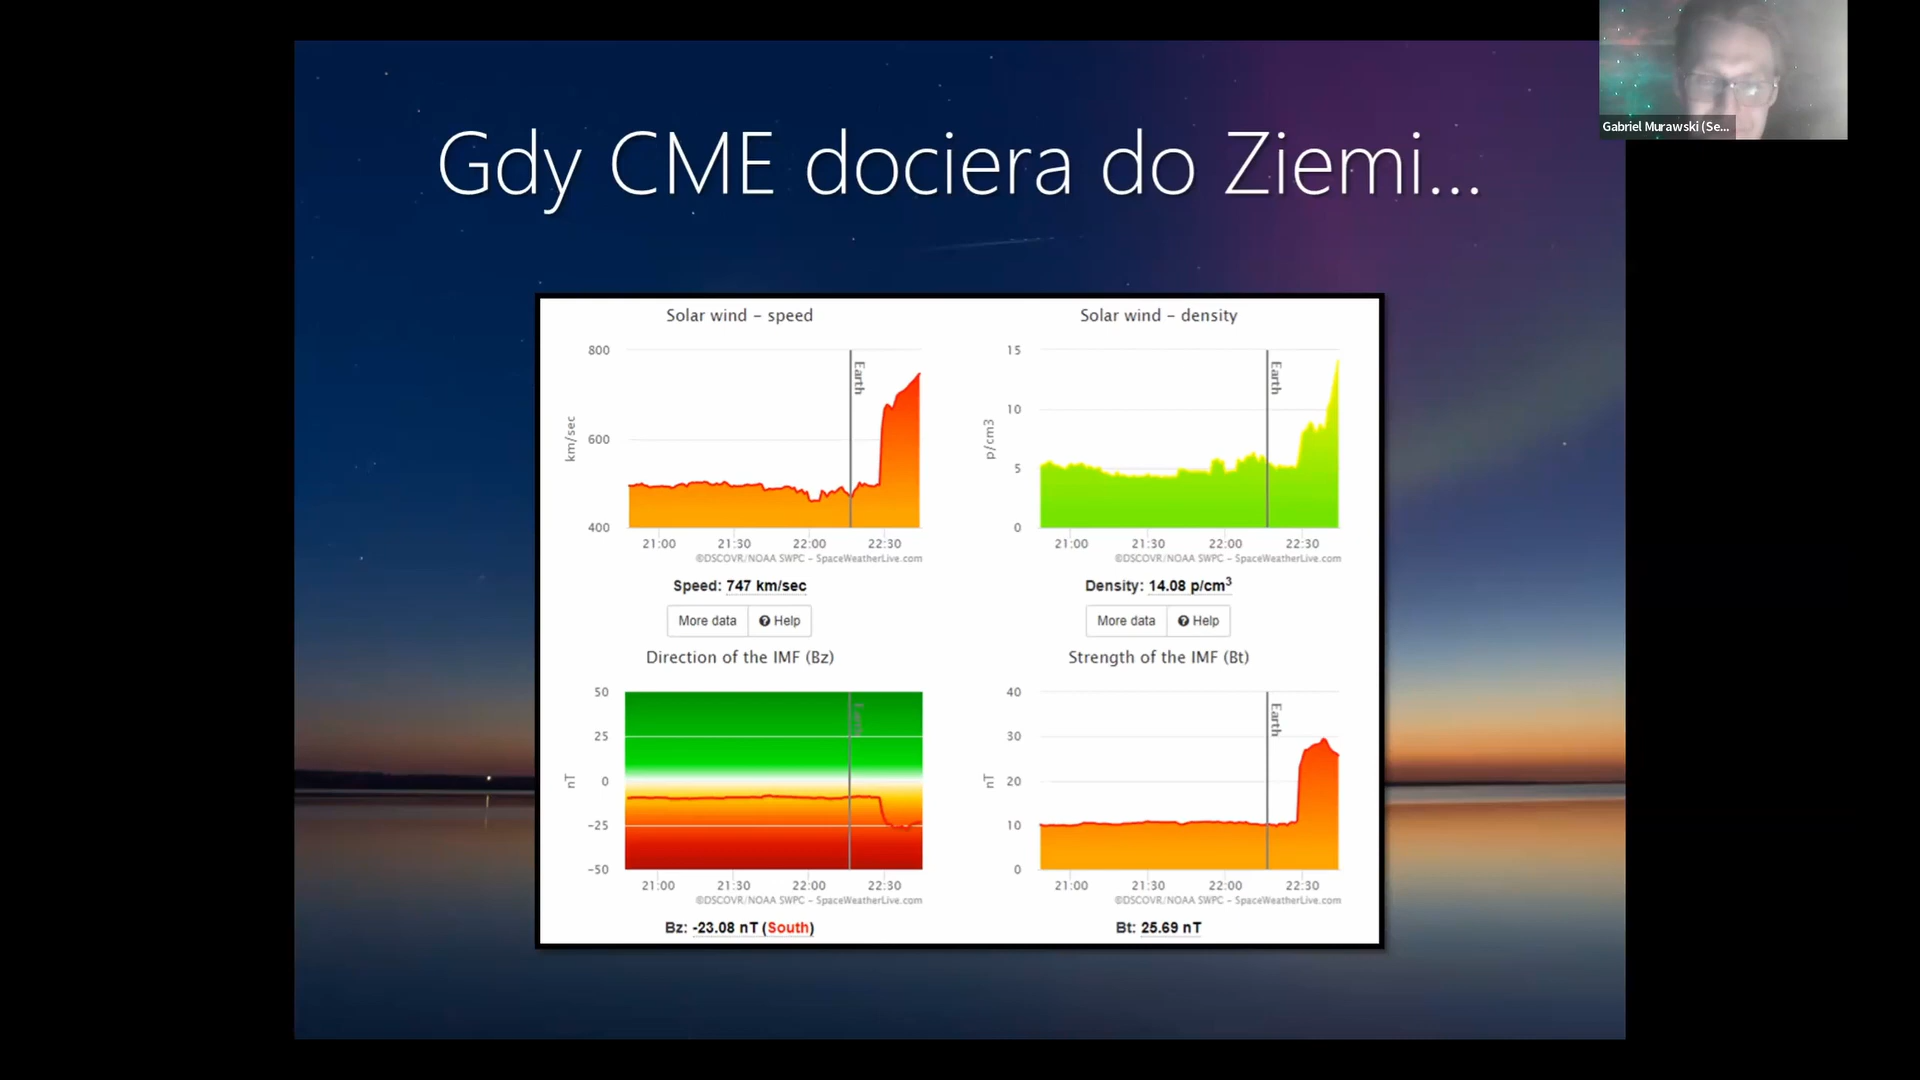 Gabriel Murawski (Se...
Gdy CME dociera do Ziemi...
Solar wind – speed
800
600
400
km/sec
Earth
21:00 21:30 22:00 22:30
©DSCOVR/NOAA SWPC – SpaceWeatherLive.com
Speed: 747 km/sec
More data Help
Solar wind – density
15
10
5
0
p/cm3
Earth
21:00 21:30 22:00 22:30
©DSCOVR/NOAA SWPC – SpaceWeatherLive.com
Density: 14.08 p/cm³
More data Help
Direction of the IMF (Bz)
50
25
0
−25
−50
nT
Earth
21:00 21:30 22:00 22:30
©DSCOVR/NOAA SWPC – SpaceWeatherLive.com
Bz: -23.08 nT (South)
Strength of the IMF (Bt)
40
30
20
10
0
nT
Earth
21:00 21:30 22:00 22:30
©DSCOVR/NOAA SWPC – SpaceWeatherLive.com
Bt: 25.69 nT